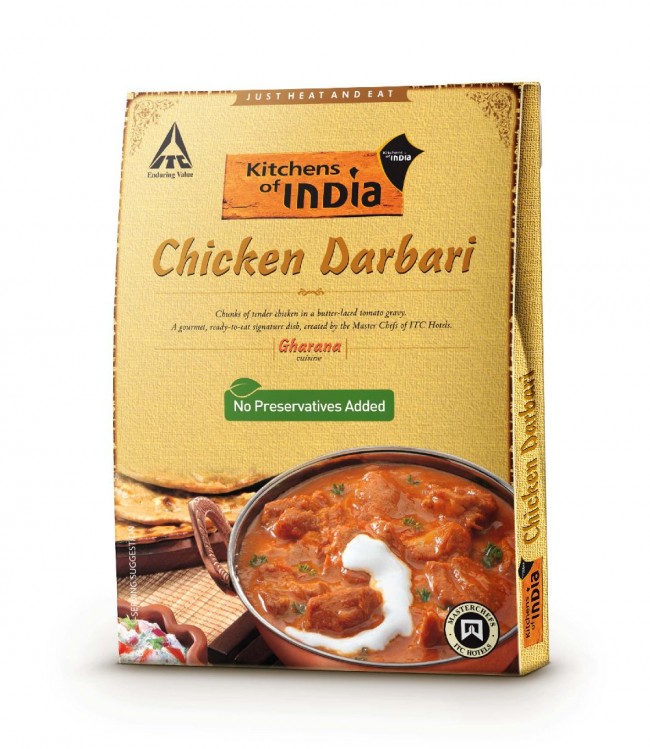 JUST HEAT AND EAT
ITC
Enduring Value
Kitchens
of INDIA
Kitchens
of INDIA
Chicken Darbari
Chunks of tender chicken in a butter-laced tomato gravy.
A gourmet, ready-to-eat signature dish, created by the Master Chefs of ITC Hotels.
Gharana
cuisine
No Preservatives Added
SERVING SUGGESTION
MASTERCHEFS
ITC HOTELS
Chicken Darbari
Kitchens
of INDIA